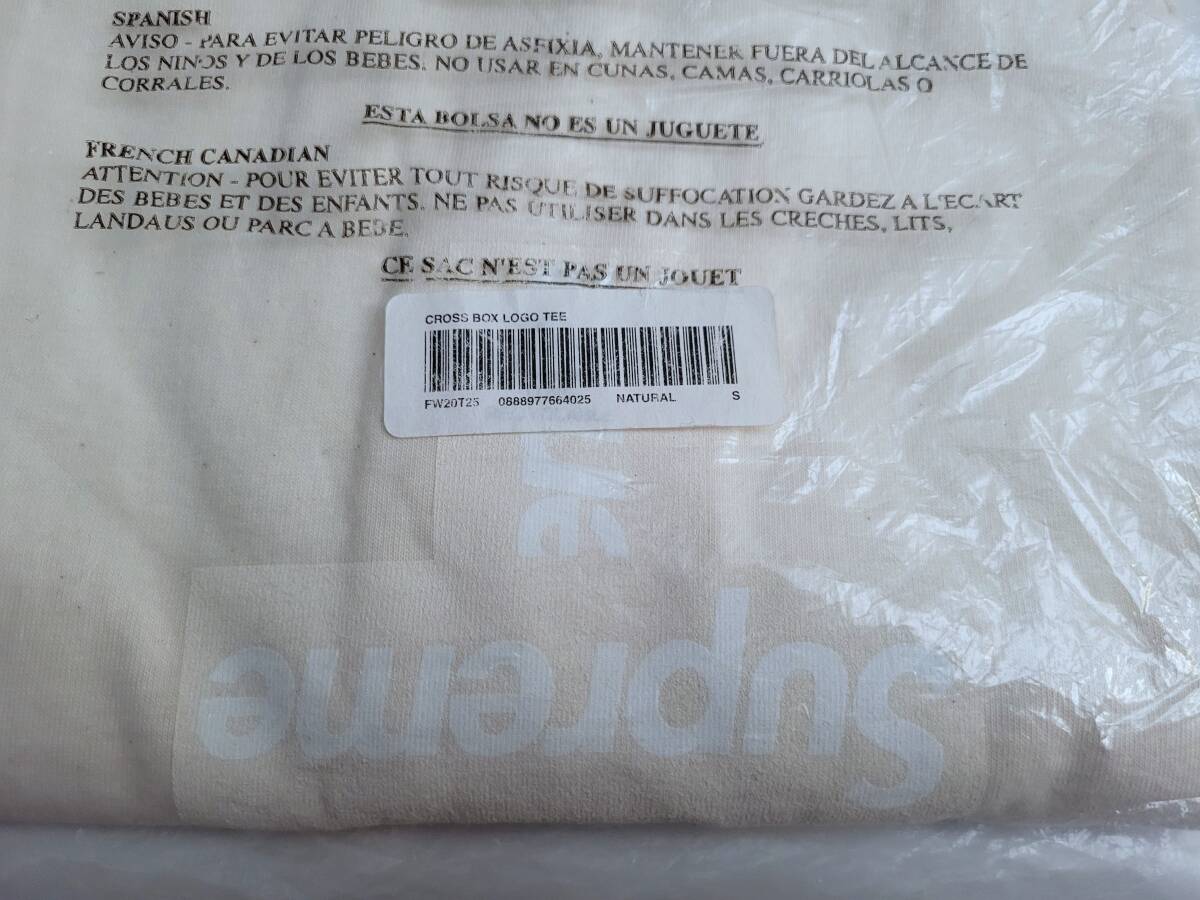 SPANISH
AVISO - PARA EVITAR PELIGRO DE ASFIXIA, MANTENER FUERA DEL ALCANCE DE
LOS NINOS Y DE LOS BEBES. NO USAR EN CUNAS, CAMAS, CARRIOLAS O
CORRALES.
ESTA BOLSA NO ES UN JUGUETE
FRENCH CANADIAN
ATTENTION - POUR EVITER TOUT RISQUE DE SUFFOCATION GARDEZ A L'ECART
DES BEBES ET DES ENFANTS. NE PAS UTILISER DANS LES CRECHES, LITS,
LANDAUS OU PARC A BEBE.
CE SAC N'EST PAS UN JOUET
CROSS BOX LOGO TEE
FW20T25 0888977664025 NATURAL S
Supreme